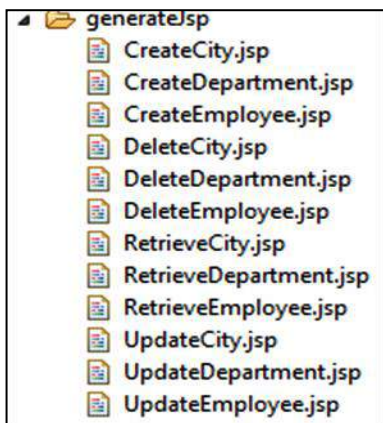 generateJsp
CreateCity.jsp
CreateDepartment.jsp
CreateEmployee.jsp
DeleteCity.jsp
DeleteDepartment.jsp
DeleteEmployee.jsp
RetrieveCity.jsp
RetrieveDepartment.jsp
RetrieveEmployee.jsp
UpdateCity.jsp
UpdateDepartment.jsp
UpdateEmployee.jsp